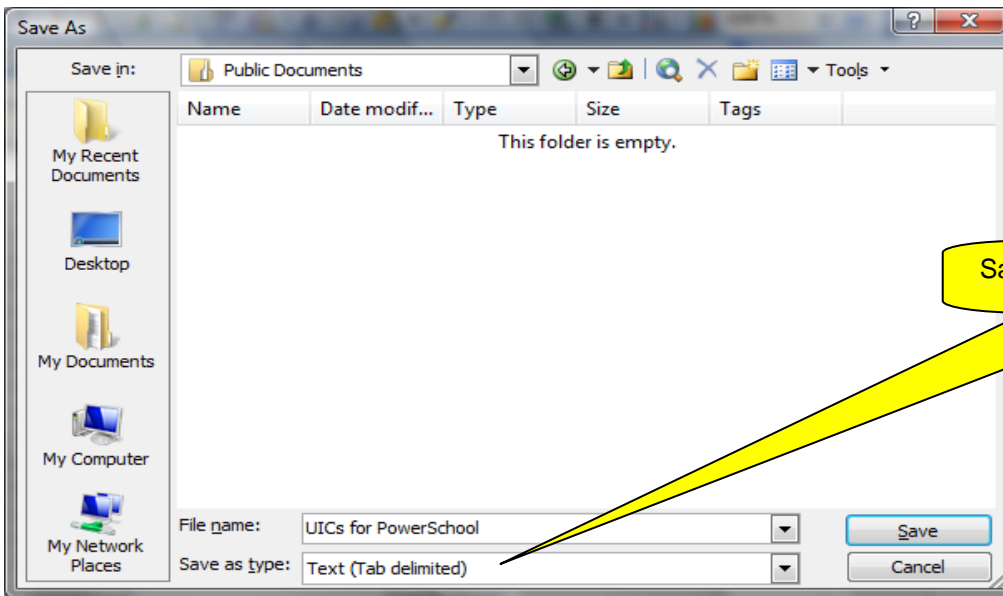 Save As
Save in:
Public Documents
Tools
Name Date modif... Type Size Tags
This folder is empty.
My Recent
Documents
Desktop
My Documents
My Computer
My Network
Places
File name:
UICs for PowerSchool
Save
Save as type:
Text (Tab delimited)
Cancel